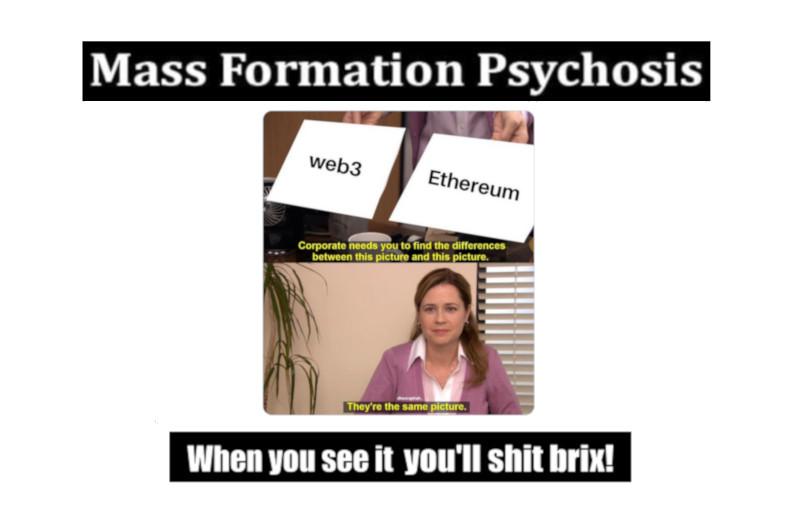 Mass Formation Psychosis
web3
Ethereum
Corporate needs you to find the differences
between this picture and this picture.
They're the same picture.
When you see it you'll shit brix!